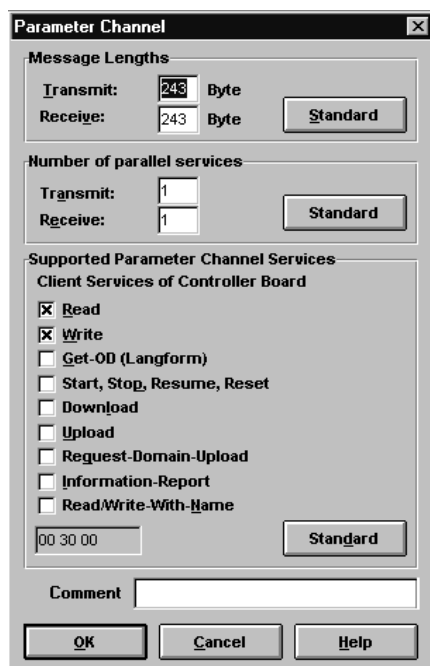 Parameter Channel
Message Lengths
Transmit: 243 Byte
Receive: 243 Byte
Standard
Number of parallel services
Transmit: 1
Receive: 1
Standard
Supported Parameter Channel Services
Client Services of Controller Board
Read
Write
Get-OD (Langform)
Start, Stop, Resume, Reset
Download
Upload
Reguest-Domain-Upload
Information-Report
Read/Write-With-Name
00 30 00 Standard
Comment
OK Cancel Help